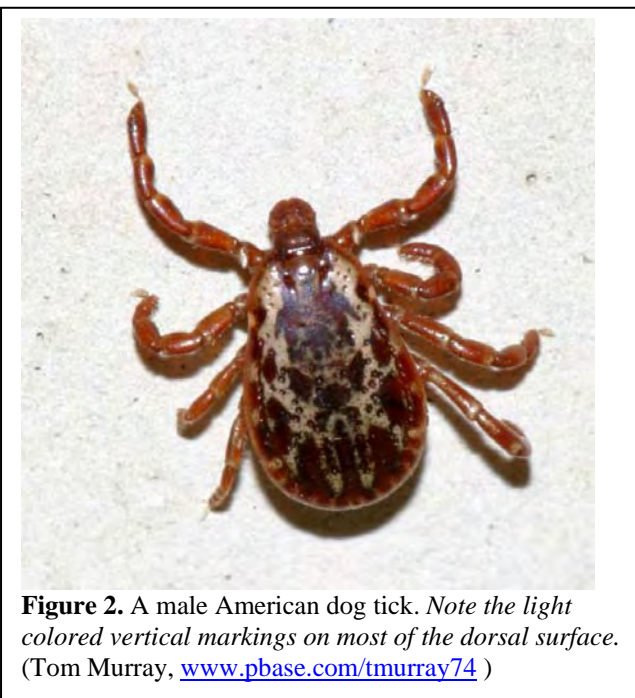 Figure 2. A male American dog tick. Note the light
colored vertical markings on most of the dorsal surface.
(Tom Murray, www.pbase.com/tmurray74 )